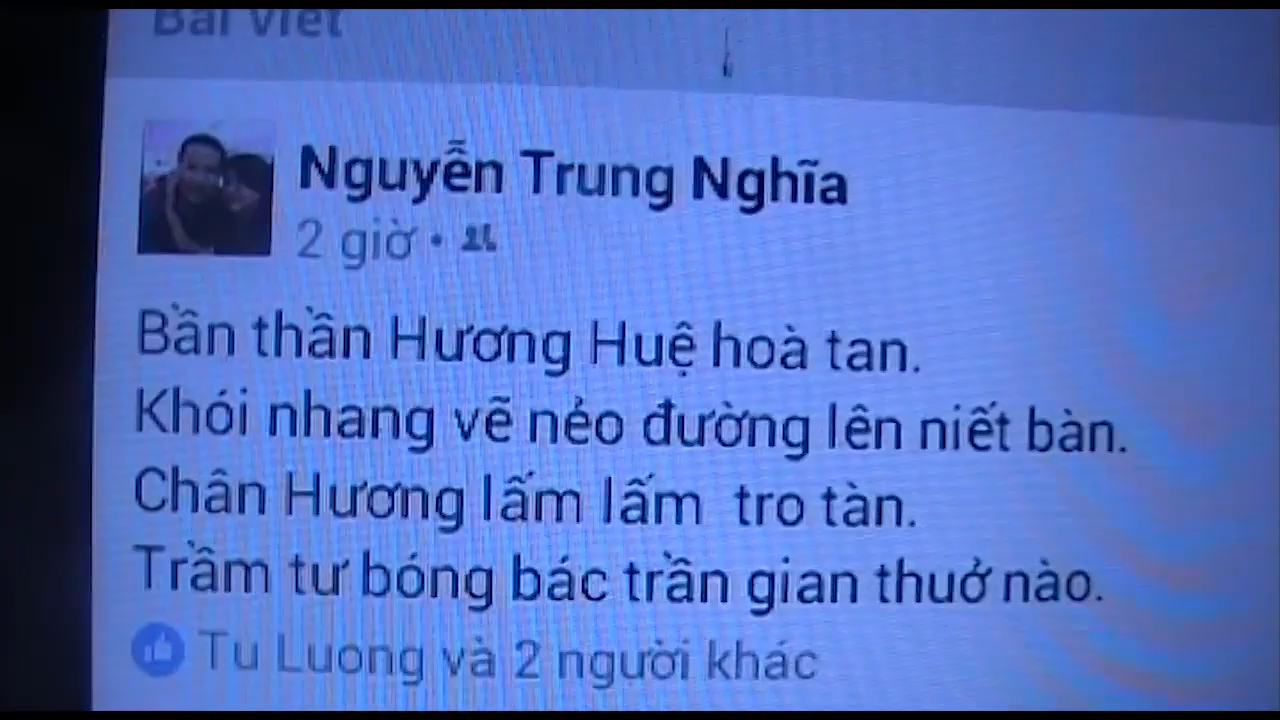 Bài viết
Nguyễn Trung Nghĩa
2 giờ ·
Bần thần Hương Huệ hoà tan.
Khói nhang vẽ nẻo đường lên niết bàn.
Chân Hương lấm lấm tro tàn.
Trầm tư bóng bác trần gian thuở nào.
Tu Luong và 2 người khác